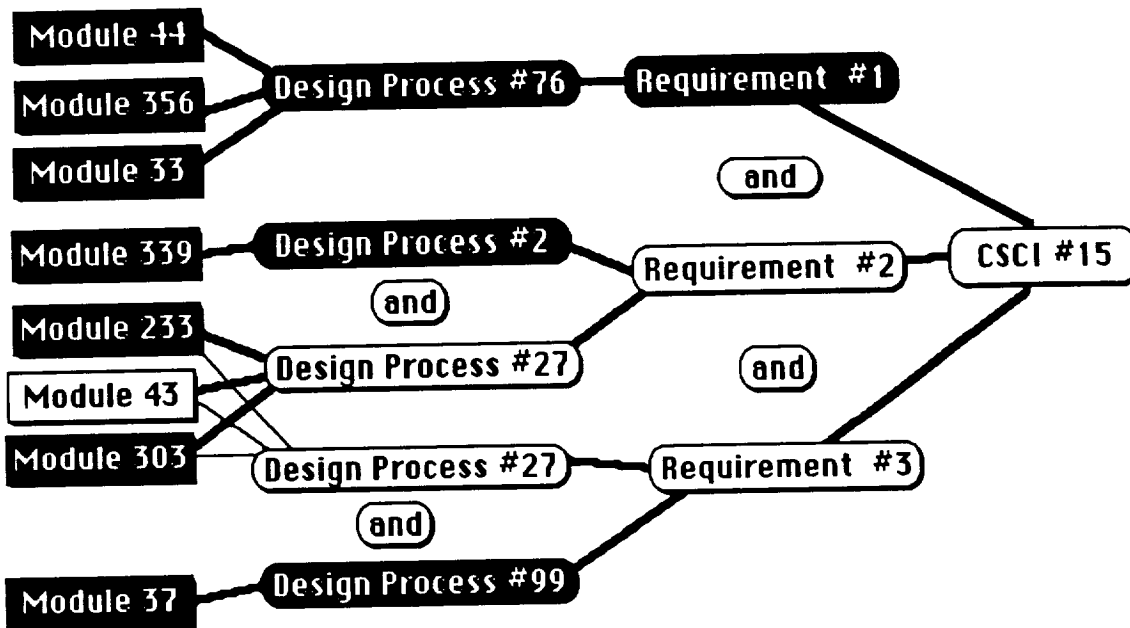 Module 44
Design Process #76
Requirement #1
Module 356
Module 33
and
Module 339
Design Process #2
Requirement #2
CSCI #15
and
Module 233
Design Process #27
and
Module 43
Module 303
Design Process #27
Requirement #3
and
Module 37
Design Process #99